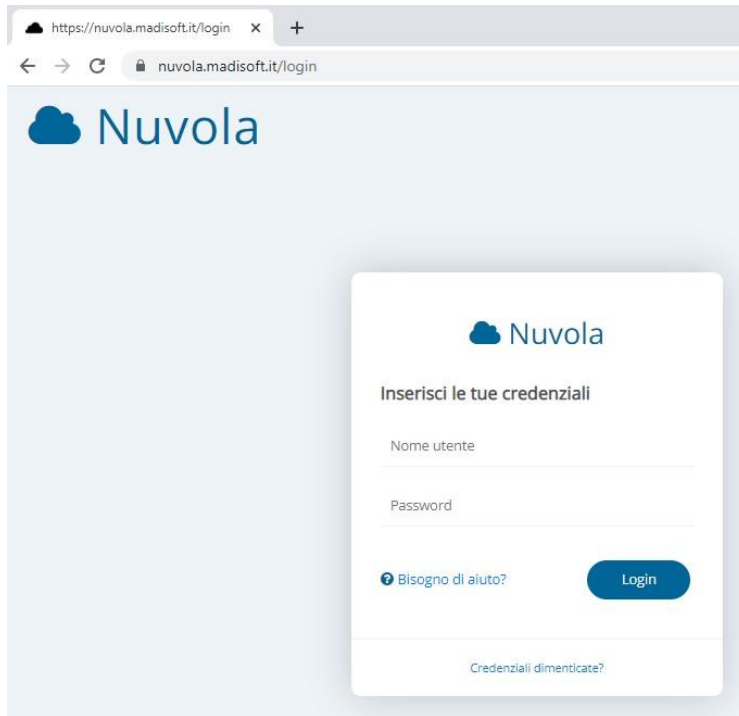 https://nuvola.madisoft.it/login
nuvola.madisoft.it/login
Nuvola
Nuvola
Inserisci le tue credenziali
Nome utente
Password
Bisogno di aiuto?
Login
Credenziali dimenticate?